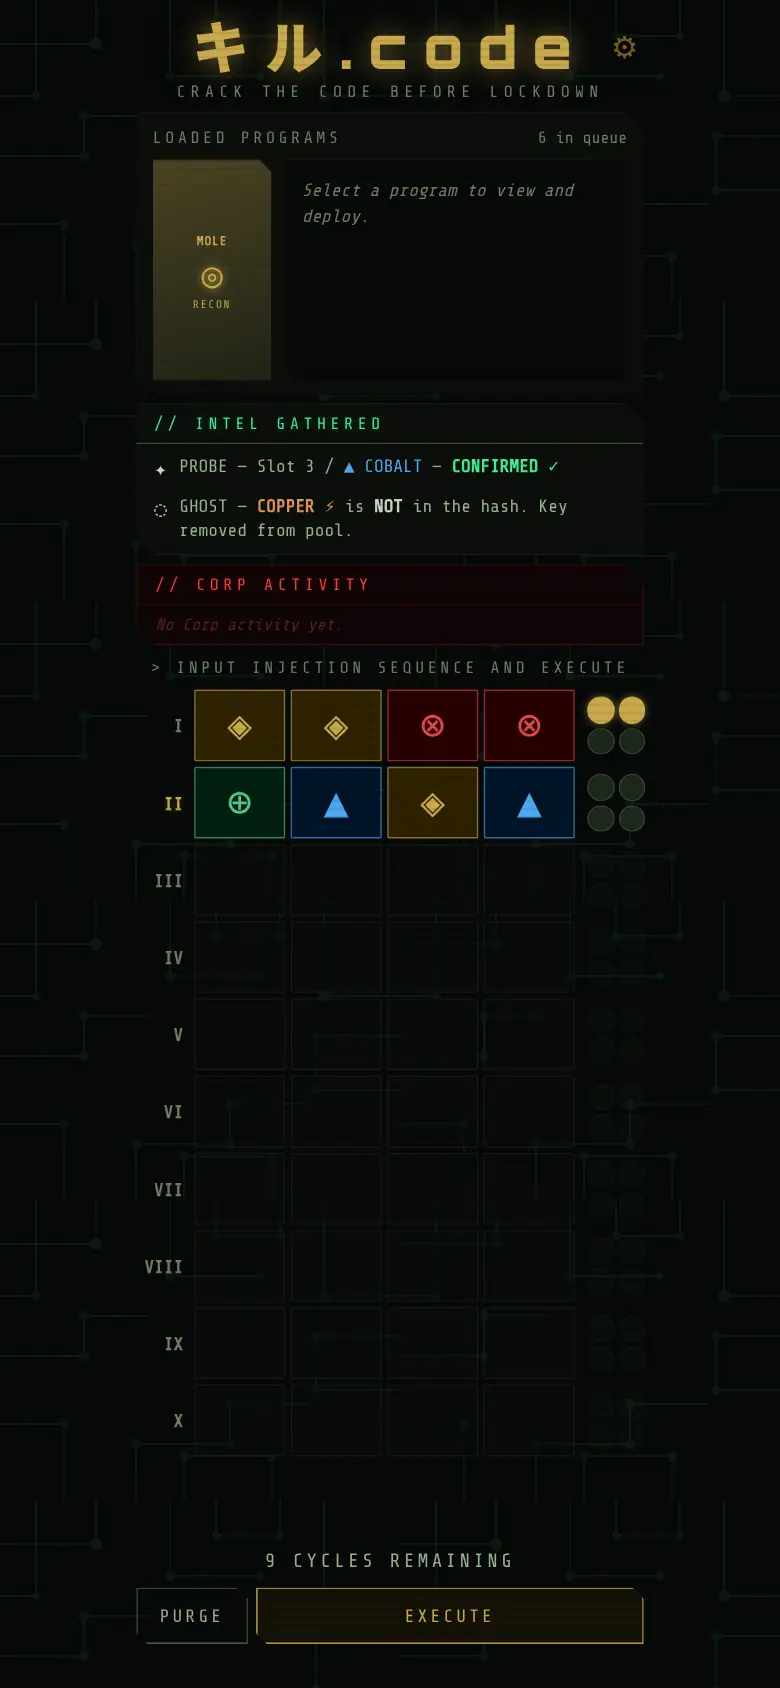 キル.code
CRACK THE CODE BEFORE LOCKDOWN
LOADED PROGRAMS
6 in queue
MOLE
RECON
Select a program to view and
deploy.
// INTEL GATHERED
PROBE — Slot 3 / ▲ COBALT — CONFIRMED ✓
GHOST — COPPER ⚡ is NOT in the hash. Key
removed from pool.
// CORP ACTIVITY
No Corp activity yet.
> INPUT INJECTION SEQUENCE AND EXECUTE
I
II
III
IV
V
VI
VII
VIII
IX
X
9 CYCLES REMAINING
PURGE
EXECUTE